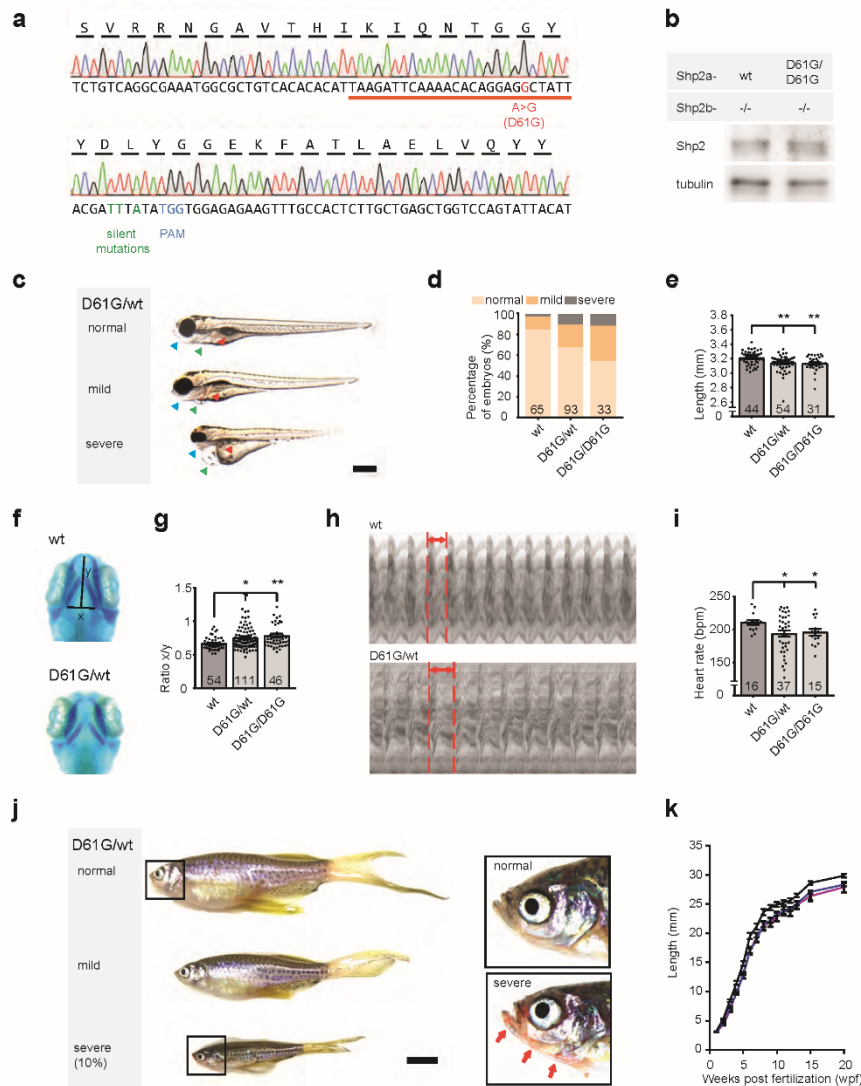 a
S V R R N G A V T H I K I Q N T G G Y
TCTGTCAGGCGAAATGGCGCTGTCACACACATTAAGATTCAAAACACAGGAGGCTATT
A>G
(D61G)
Y D L Y G G E K F A T L A E L V Q Y Y
ACGATTTATATGGTGGAGAGAAGTTTGCCACTCTTGCTGAGCTGGTCCAGTATTACAT
silent
mutations
PAM
b
Shp2a- wt D61G/
D61G
Shp2b- -/- -/-
Shp2
tubulin
c
D61G/wt
normal
mild
severe
d
normal mild severe
Percentage
of embryos (%)
100
80
60
40
20
0
65 93 33
wt D61G/wt D61G/D61G
e
** **
Length (mm)
3.8
3.6
3.4
3.2
3.0
2.8
0
44 54 31
wt D61G/wt D61G/D61G
f
wt
y
x
D61G/wt
g
* **
Ratio x/y
1.5
1
0.5
0
54 111 46
wt D61G/wt D61G/D61G
h
wt
D61G/wt
i
* *
Heart rate (bpm)
250
200
150
100
0
16 37 15
wt D61G/wt D61G/D61G
j
D61G/wt
normal
mild
severe
(10%)
normal
severe
k
Length (mm)
35
30
25
20
15
10
5
0
0 5 10 15 20
Weeks post fertilization (wpf)